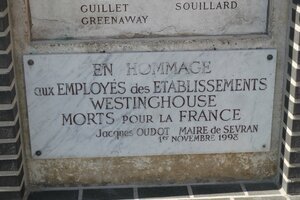 GUILLET SOUILLARD
GREENAWAY
EN HOMMAGE
aux EMPLOYÉS des ETABLISSEMENTS
WESTINGHOUSE
MORTS POUR LA FRANCE
Jacques OUDOT MAIRE de SEVRAN
1er NOVEMBRE 1993